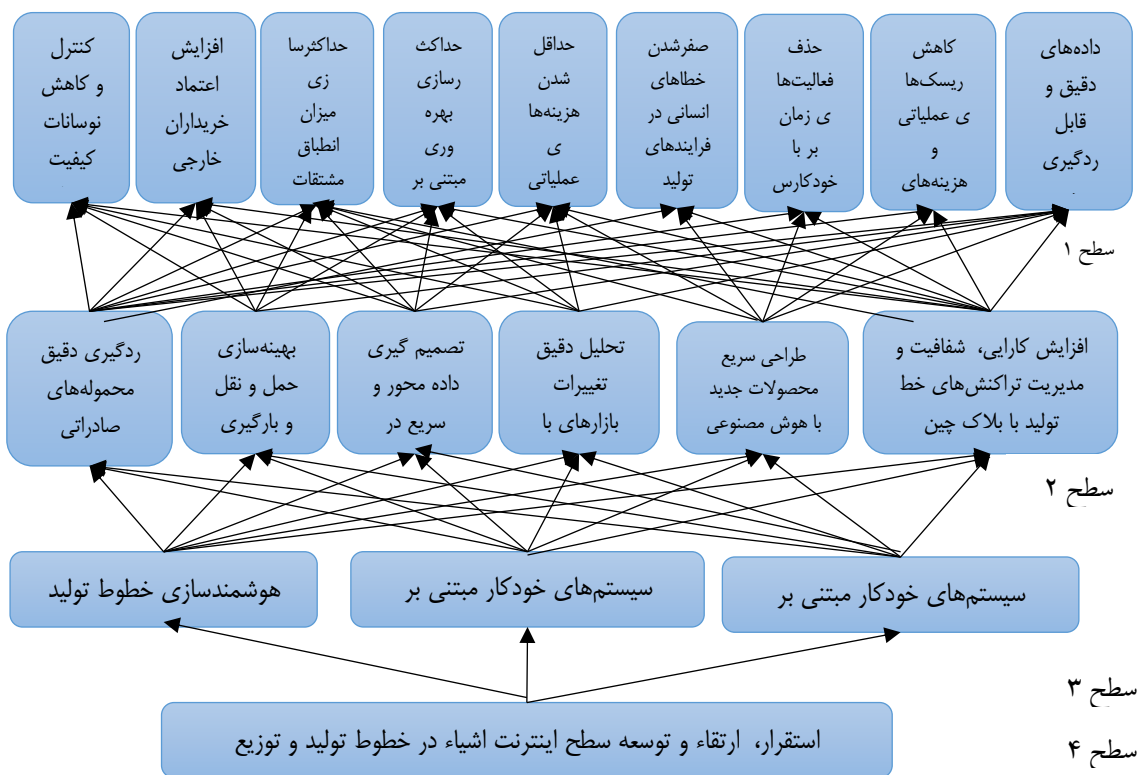 داده‌های
دقیق و
قابل
ردگیری
کاهش
ریسک‌ها
ی عملیاتی
و
هزینه‌های
حذف
فعالیت‌ها
ی زمان
بر با
خودکارس
صفرشدن
خطاهای
انسانی در
فرایندهای
تولید
حداقل
شدن
هزینه‌ها
ی
عملیاتی
حداکث
رسازی
بهره
وری
مبتنی بر
حداکثرسا
زی
میزان
انطباق
مشتقات
افزایش
اعتماد
خریداران
خارجی
کنترل
و کاهش
نوسانات
کیفیت
سطح ۱
افزایش کارایی، شفافیت و
مدیریت تراکنش‌های خط
تولید با بلاک چین
طراحی سریع
محصولات جدید
با هوش مصنوعی
تحلیل دقیق
تغییرات
بازارهای با
تصمیم گیری
داده محور و
سریع در
بهینه‌سازی
حمل و نقل
و بارگیری
ردگیری دقیق
محموله‌های
صادراتی
سطح ۲
سیستم‌های خودکار مبتنی بر
سیستم‌های خودکار مبتنی بر
هوشمندسازی خطوط تولید
سطح ۳
استقرار، ارتقاء و توسعه سطح اینترنت اشیاء در خطوط تولید و توزیع
سطح ۴